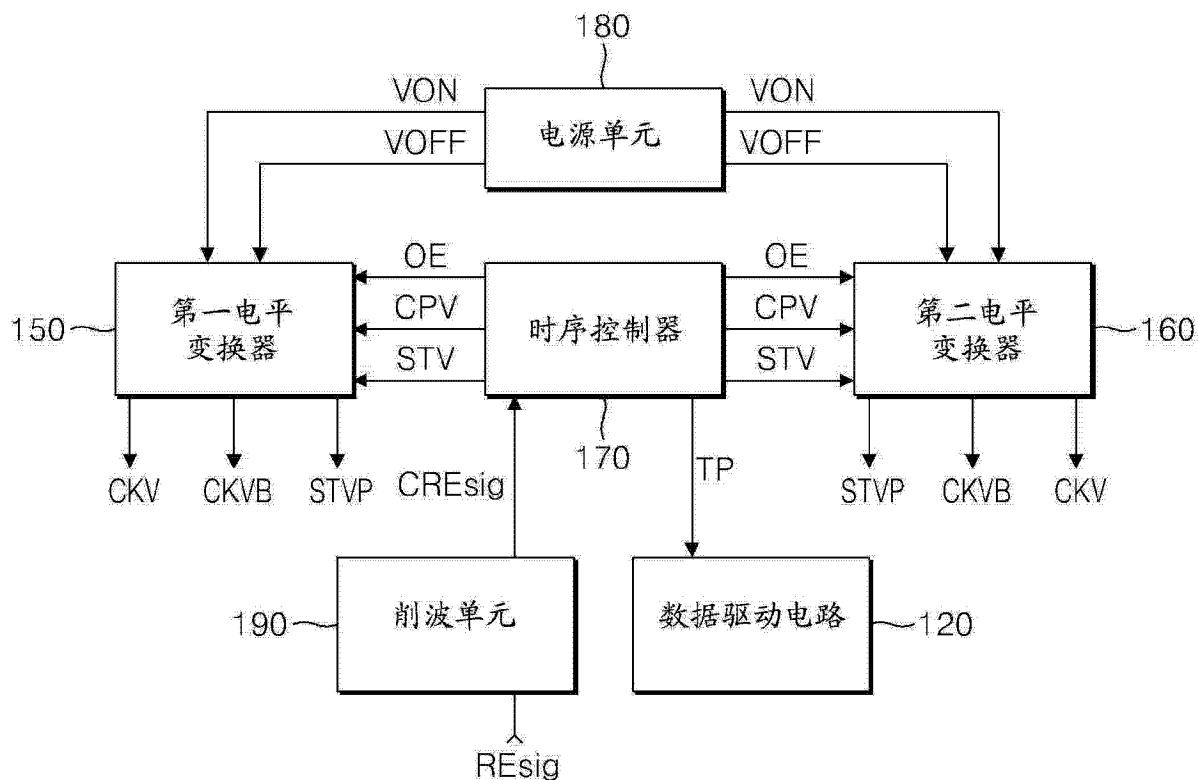 180
VON
VON
电源单元
VOFF
VOFF
OE
OE
第一电平
变换器
CPV
时序控制器
CPV
第二电平
变换器
150
160
STV
STV
170
CKV
CKVB
STVP
CREsig
TP
STVP
CKVB
CKV
190
削波单元
数据驱动电路
120
REsig